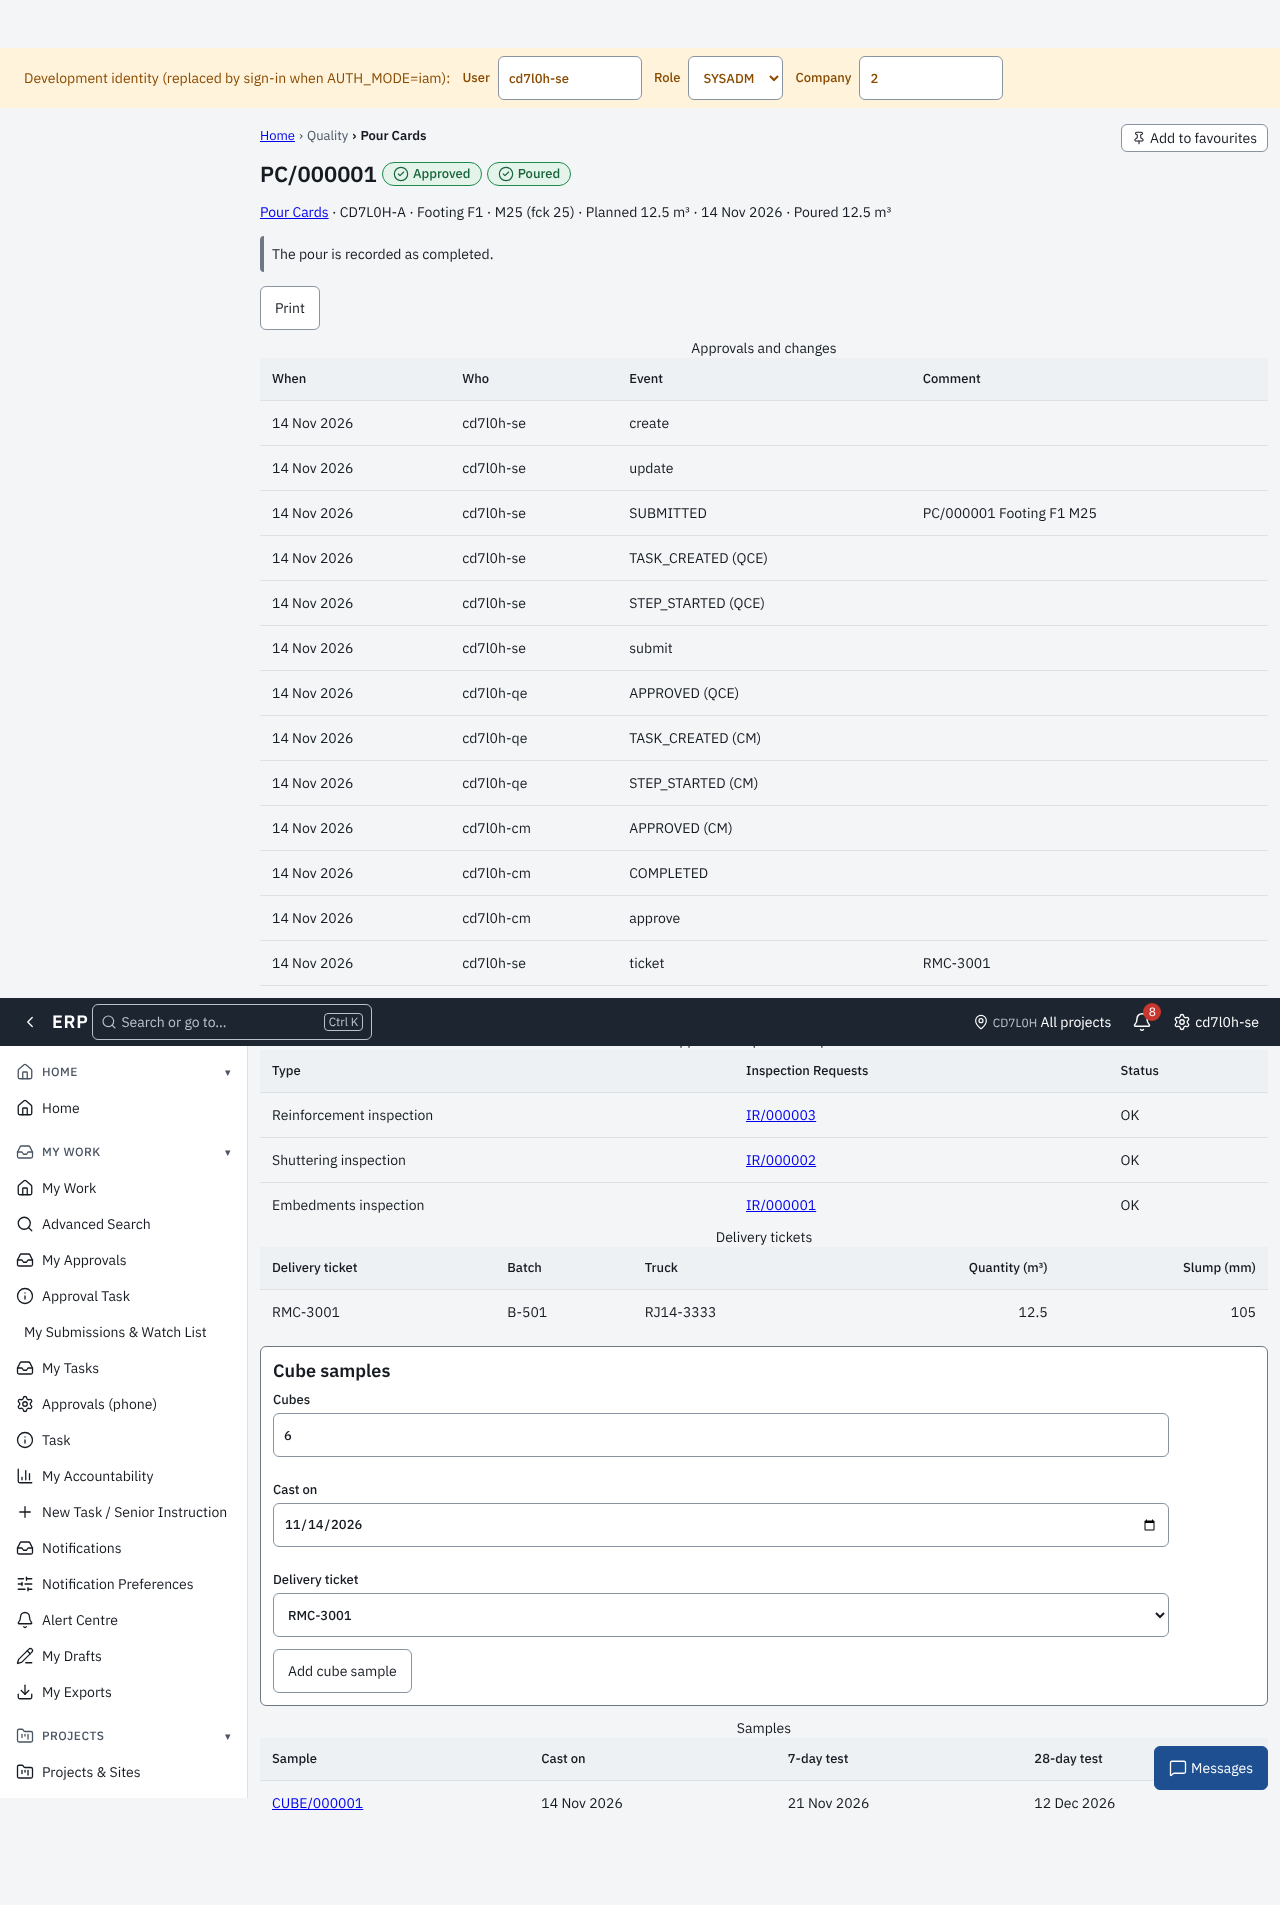 Development identity (replaced by sign-in when AUTH_MODE=iam): User cd7l0h-se Role SYSADM Company 2
Home › Quality › Pour Cards
Add to favourites
PC/000001 Approved Poured
Pour Cards · CD7L0H-A · Footing F1 · M25 (fck 25) · Planned 12.5 m³ · 14 Nov 2026 · Poured 12.5 m³
The pour is recorded as completed.
Print
Approvals and changes
When Who Event Comment
14 Nov 2026 cd7l0h-se create
14 Nov 2026 cd7l0h-se update
14 Nov 2026 cd7l0h-se SUBMITTED PC/000001 Footing F1 M25
14 Nov 2026 cd7l0h-se TASK_CREATED (QCE)
14 Nov 2026 cd7l0h-se STEP_STARTED (QCE)
14 Nov 2026 cd7l0h-se submit
14 Nov 2026 cd7l0h-qe APPROVED (QCE)
14 Nov 2026 cd7l0h-qe TASK_CREATED (CM)
14 Nov 2026 cd7l0h-qe STEP_STARTED (CM)
14 Nov 2026 cd7l0h-cm APPROVED (CM)
14 Nov 2026 cd7l0h-cm COMPLETED
14 Nov 2026 cd7l0h-cm approve
14 Nov 2026 cd7l0h-se ticket RMC-3001
ERP Search or go to... Ctrl K CD7L0H All projects 8 cd7l0h-se
HOME
Home
MY WORK
My Work
Advanced Search
My Approvals
Approval Task
My Submissions & Watch List
My Tasks
Approvals (phone)
Task
My Accountability
New Task / Senior Instruction
Notifications
Notification Preferences
Alert Centre
My Drafts
My Exports
PROJECTS
Projects & Sites
Type Inspection Requests Status
Reinforcement inspection IR/000003 OK
Shuttering inspection IR/000002 OK
Embedments inspection IR/000001 OK
Delivery tickets
Delivery ticket Batch Truck Quantity (m³) Slump (mm)
RMC-3001 B-501 RJ14-3333 12.5 105
Cube samples
Cubes
6
Cast on
11/14/2026
Delivery ticket
RMC-3001
Add cube sample
Samples
Sample Cast on 7-day test 28-day test
CUBE/000001 14 Nov 2026 21 Nov 2026 12 Dec 2026
Messages